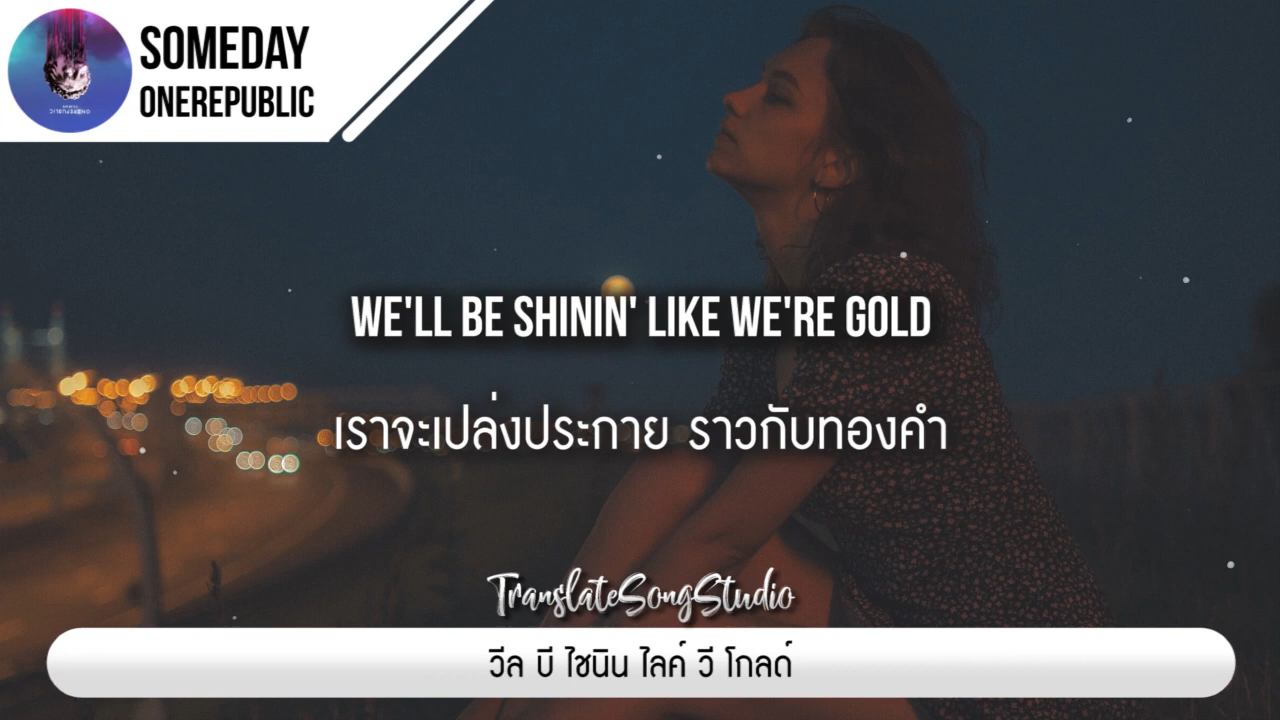 SOMEDAY
ONEREPUBLIC
WE'LL BE SHININ' LIKE WE'RE GOLD
เราจะเปล่งประกาย ราวกับทองคำ
TranslateSongStudio
วีล บี ไชนิน ไลค์ วี โกลด์